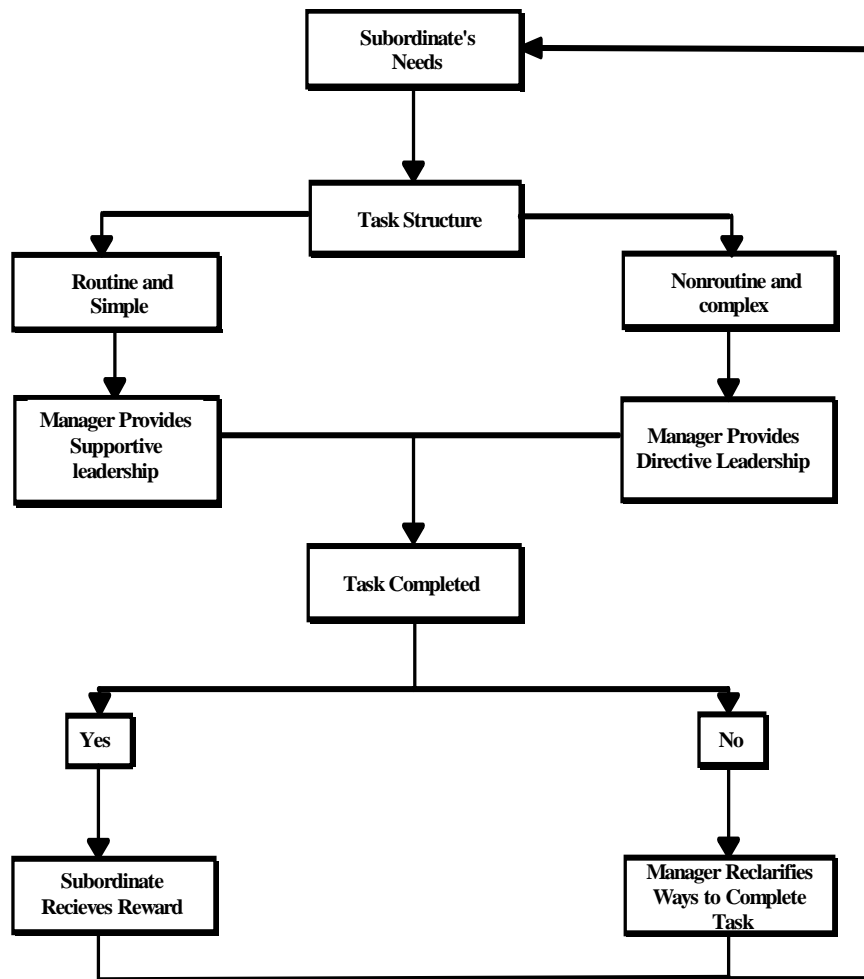 Subordinate's
Needs
Task Structure
Routine and
Simple
Nonroutine and
complex
Manager Provides
Supportive
leadership
Manager Provides
Directive Leadership
Task Completed
Yes
No
Subordinate
Recieves Reward
Manager Reclarifies
Ways to Complete
Task